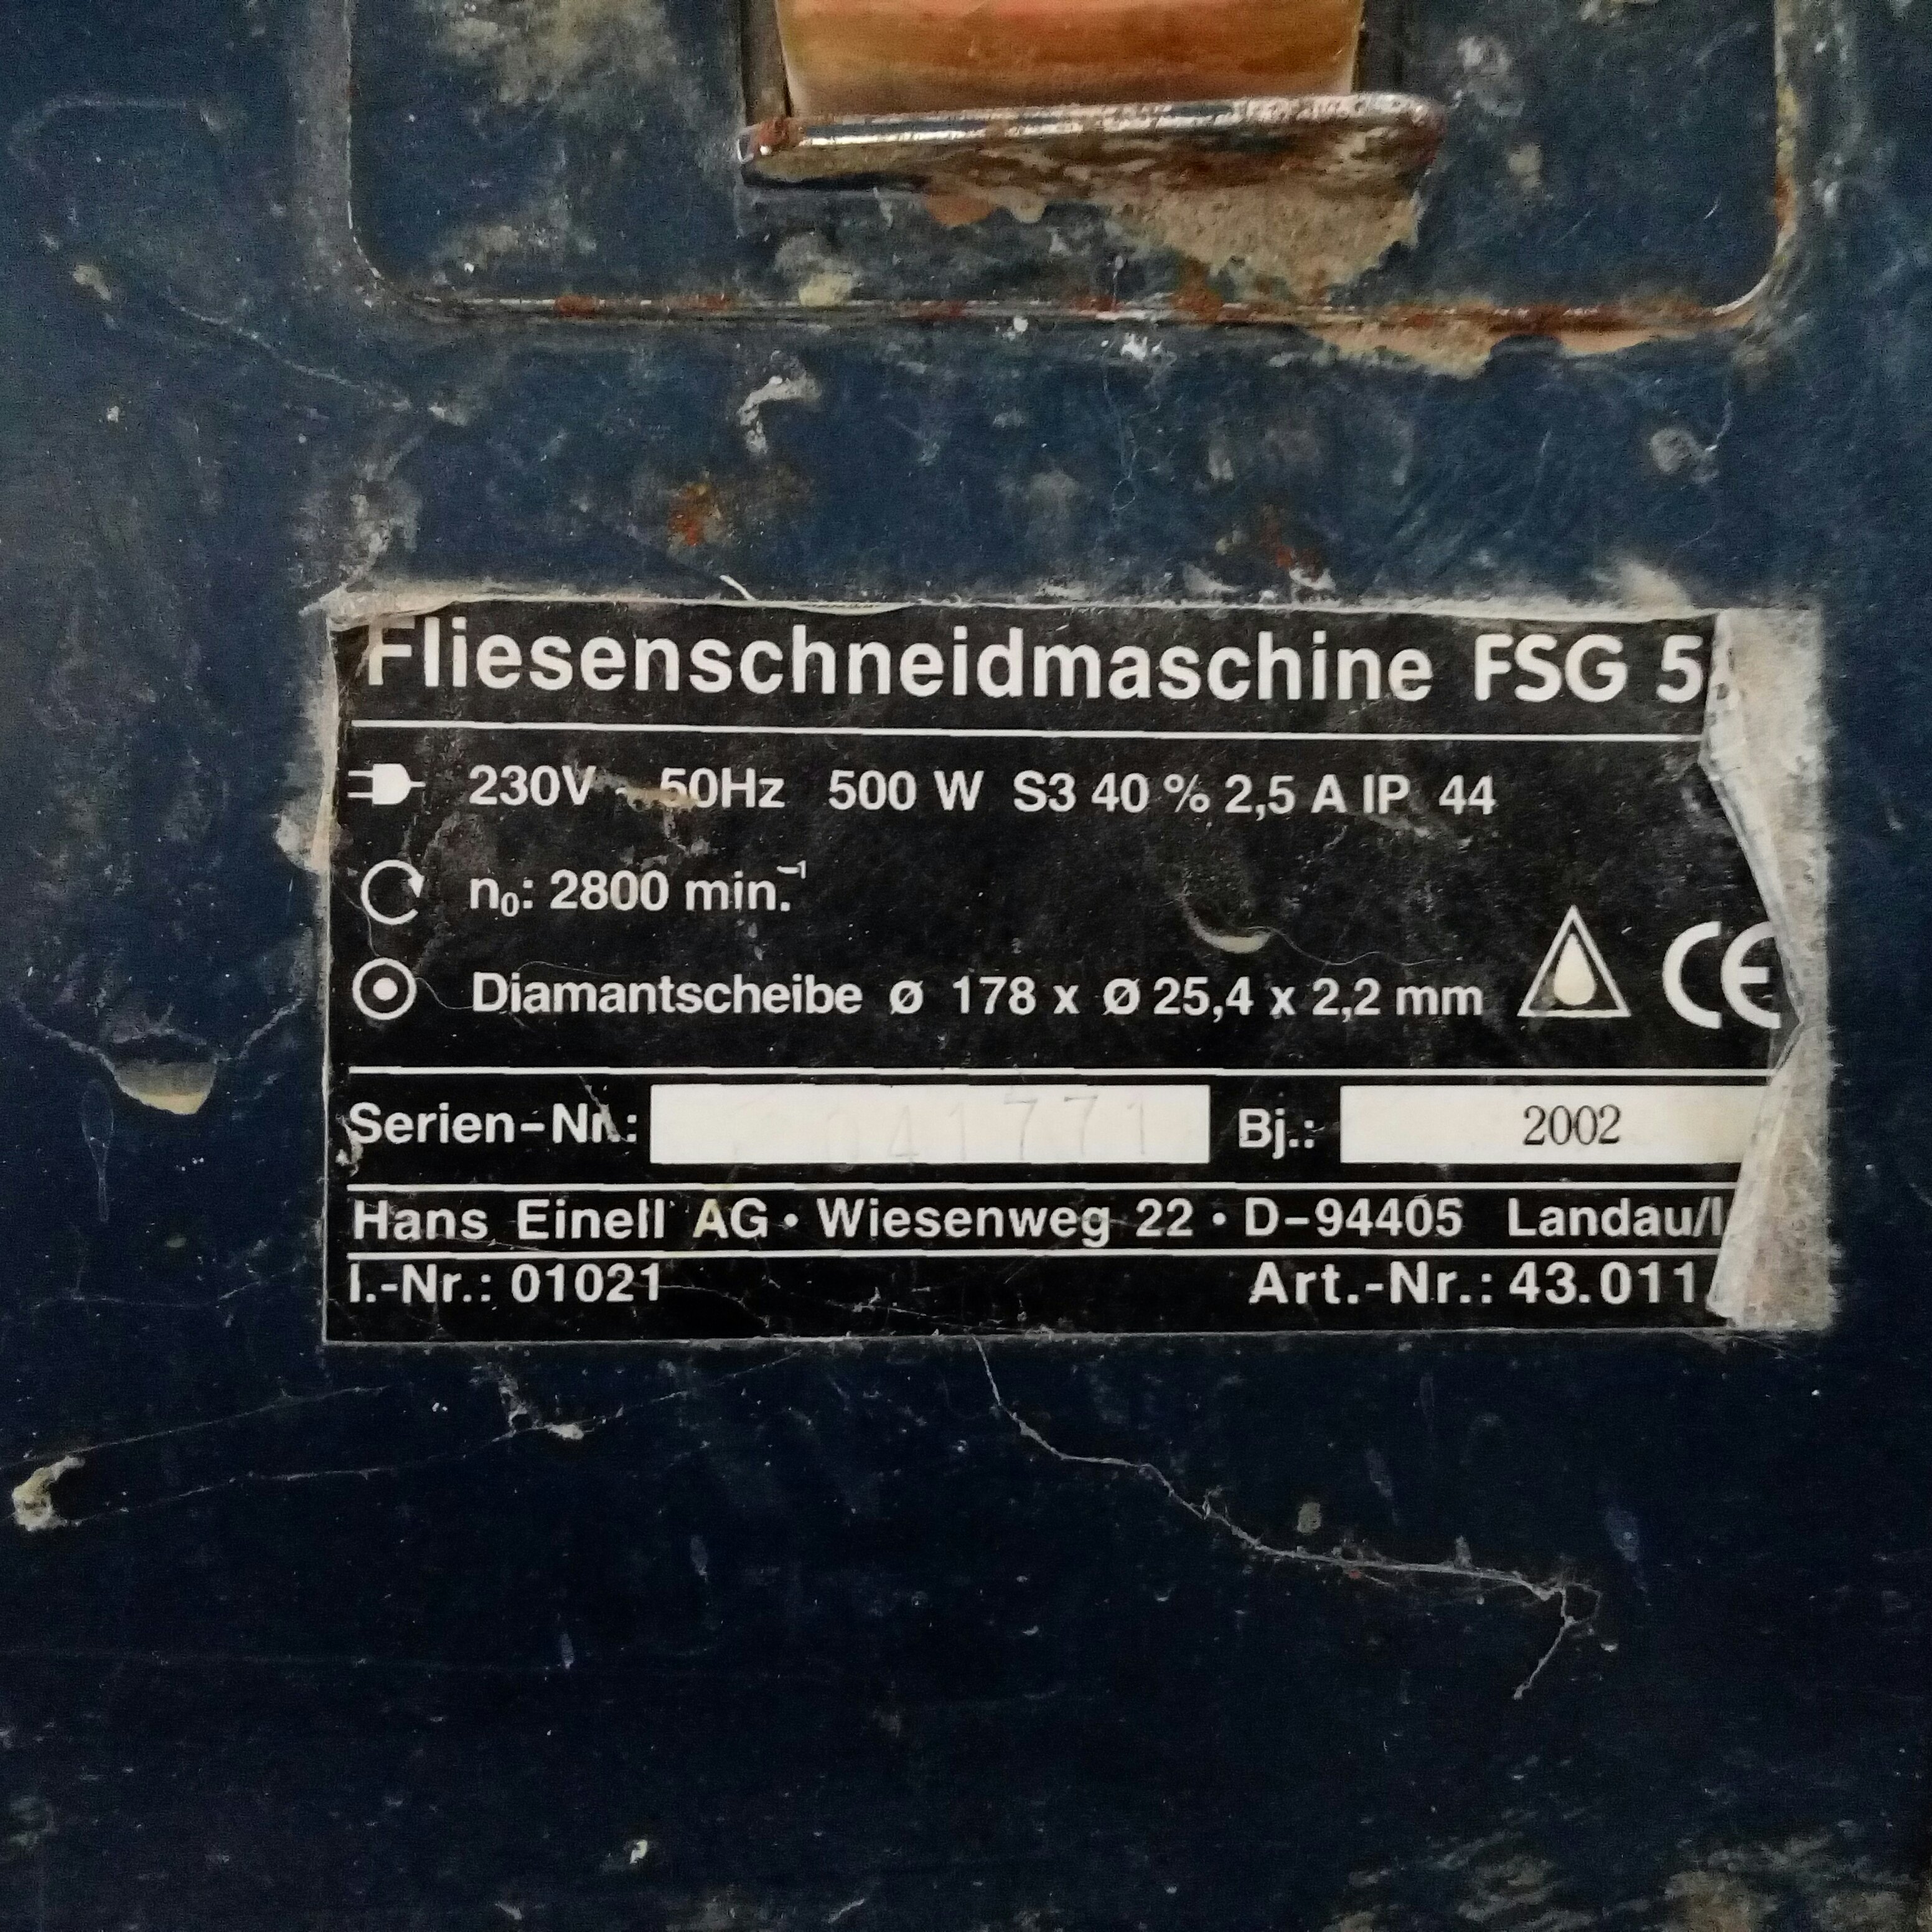 Fliesenschneidmaschine FSG 5
230V ~ 50Hz 500 W S3 40 % 2,5 A IP 44
n₀: 2800 min.⁻¹
Diamantscheibe ø 178 x Ø 25,4 x 2,2 mm CE
Serien-Nr.: 041771 Bj.: 2002
Hans Einell AG · Wiesenweg 22 · D-94405 Landau/I
I.-Nr.: 01021 Art.-Nr.: 43.011